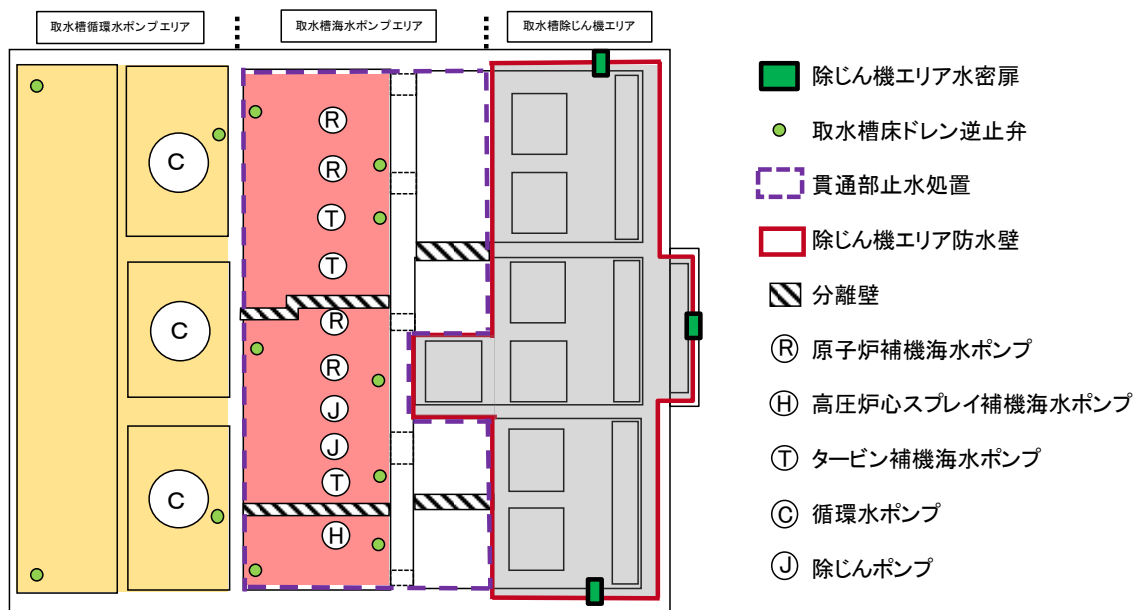 取水槽循環水ポンプエリア
取水槽海水ポンプエリア
取水槽除じん機エリア
R
R
T
T
R
R
J
J
T
H
C
C
C
除じん機エリア水密扉
取水槽床ドレン逆止弁
貫通部止水処置
除じん機エリア防水壁
分離壁
R 原子炉補機海水ポンプ
H 高圧炉心スプレイ補機海水ポンプ
T タービン補機海水ポンプ
C 循環水ポンプ
J 除じんポンプ